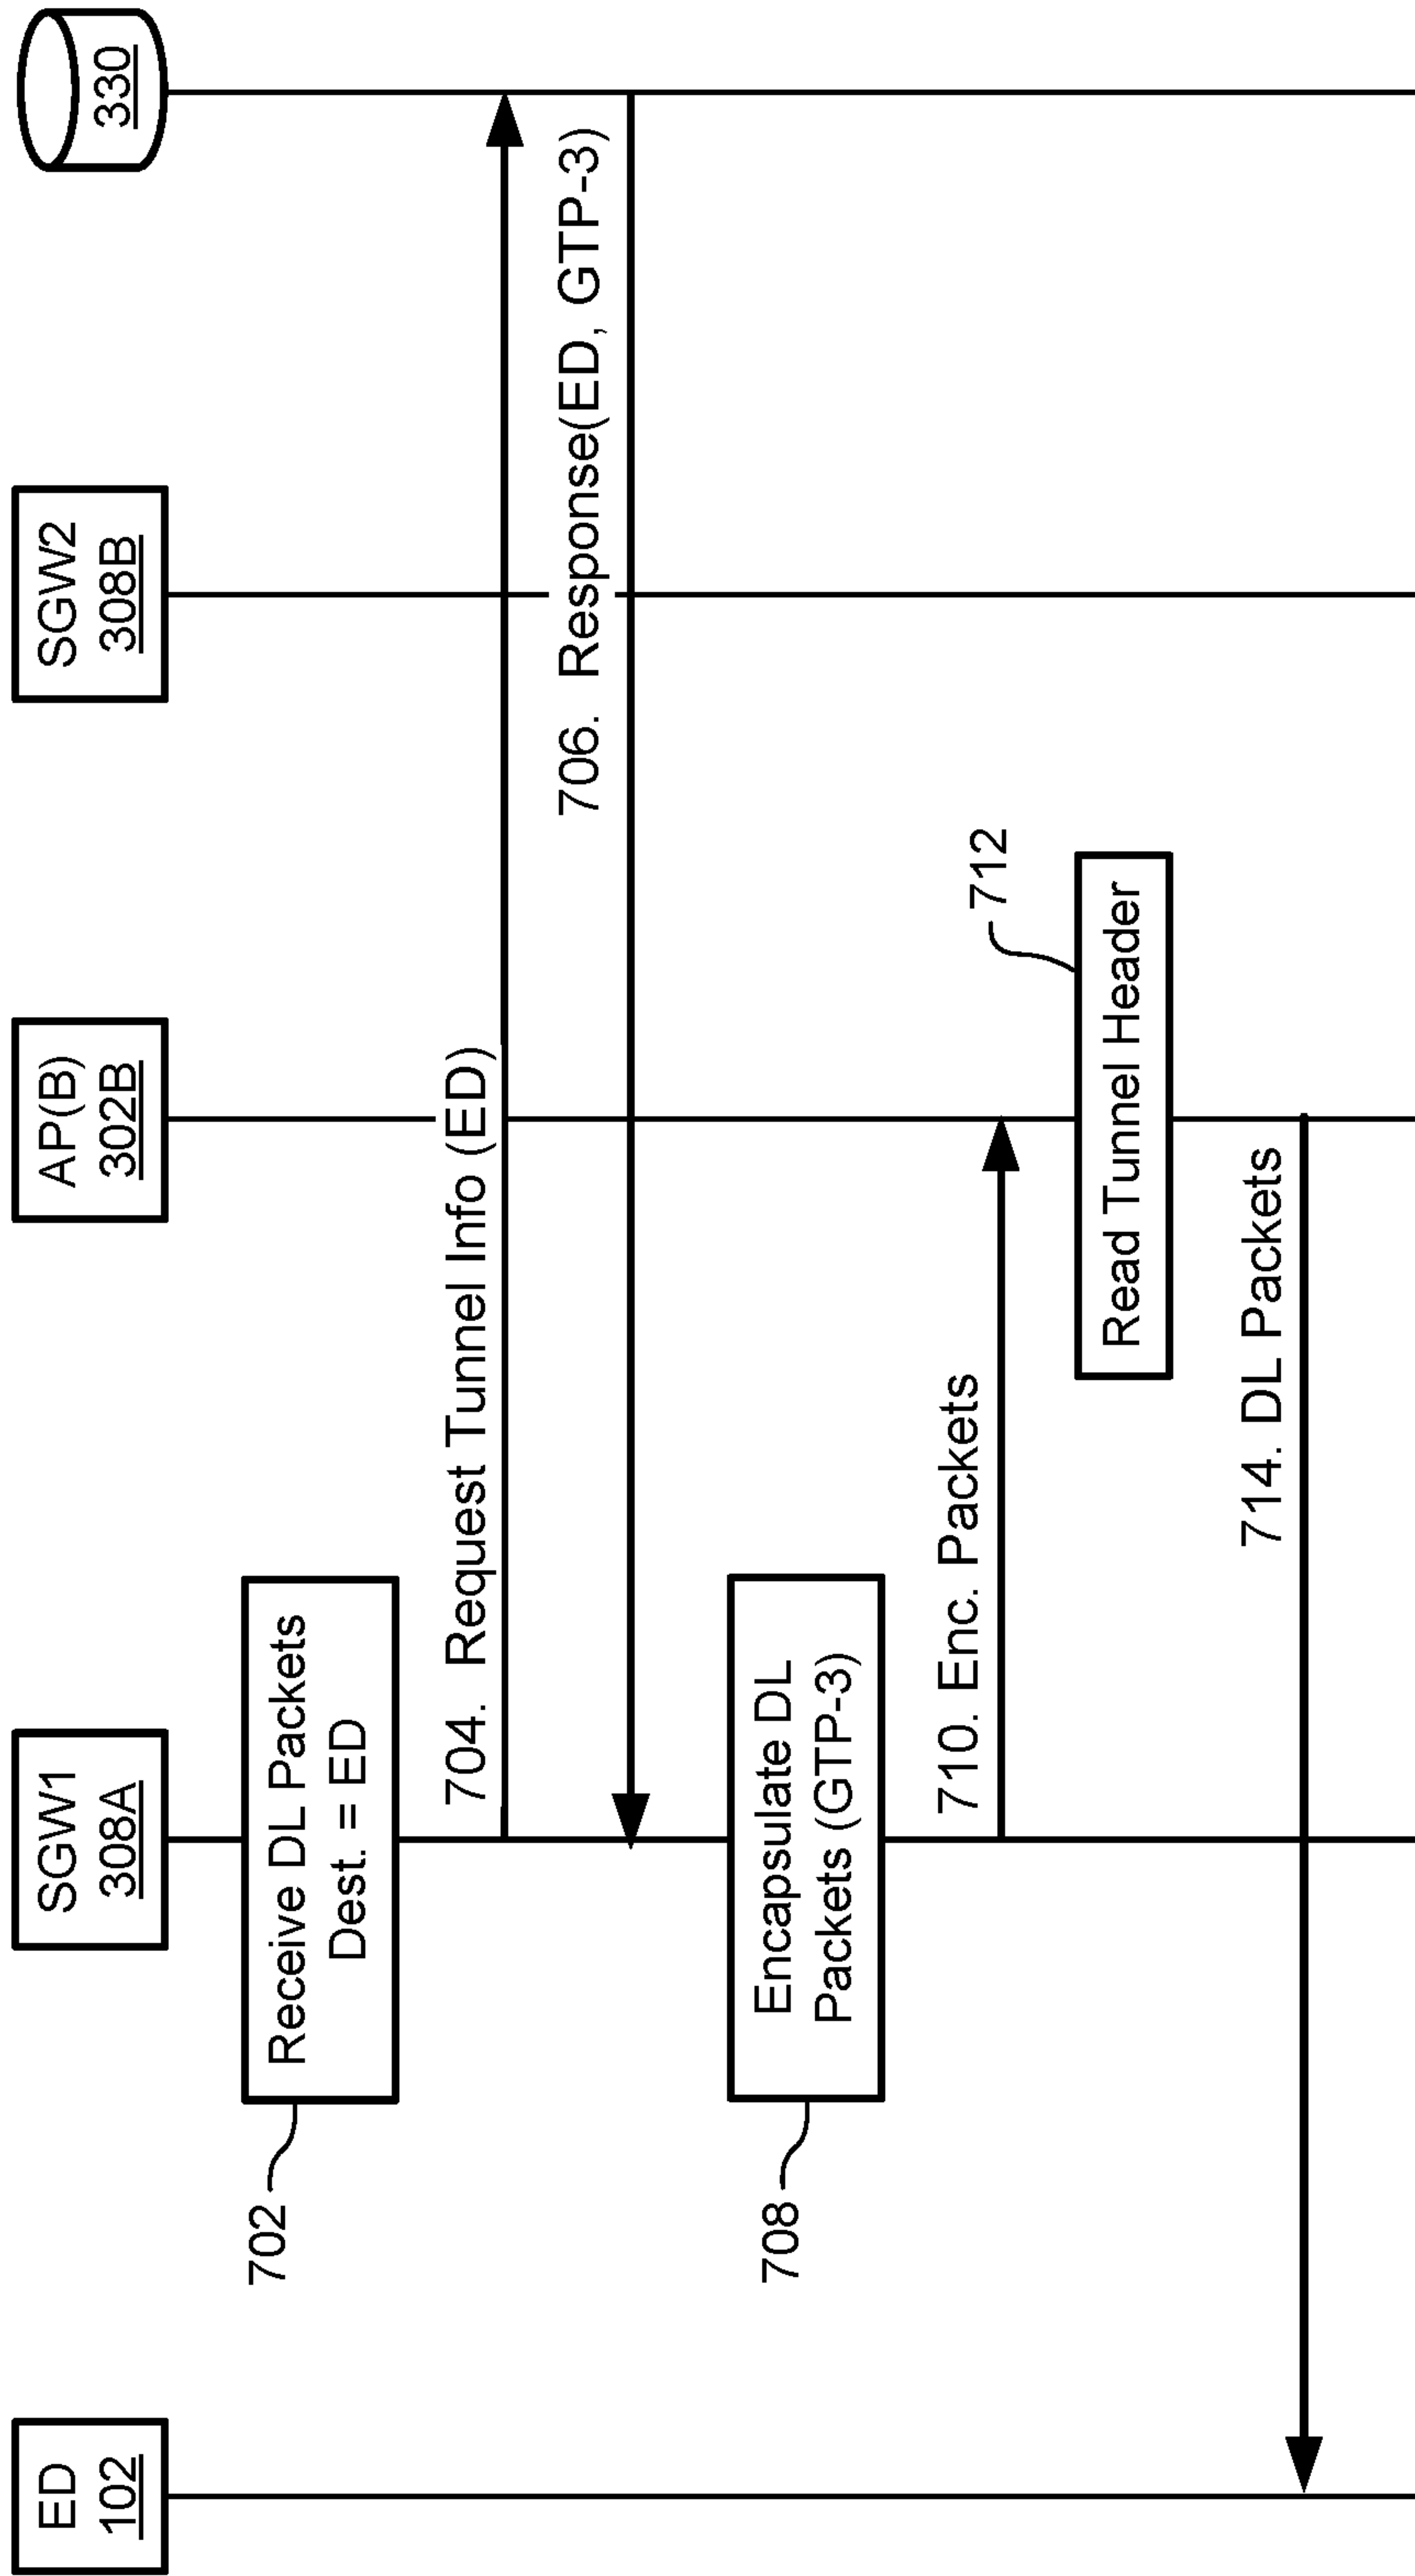 ED
102
SGW1
308A
AP(B)
302B
SGW2
308B
330
702
Receive DL Packets
Dest. = ED
704. Request Tunnel Info (ED)
706. Response(ED, GTP-3)
708
Encapsulate DL
Packets (GTP-3)
710. Enc. Packets
712
Read Tunnel Header
714. DL Packets